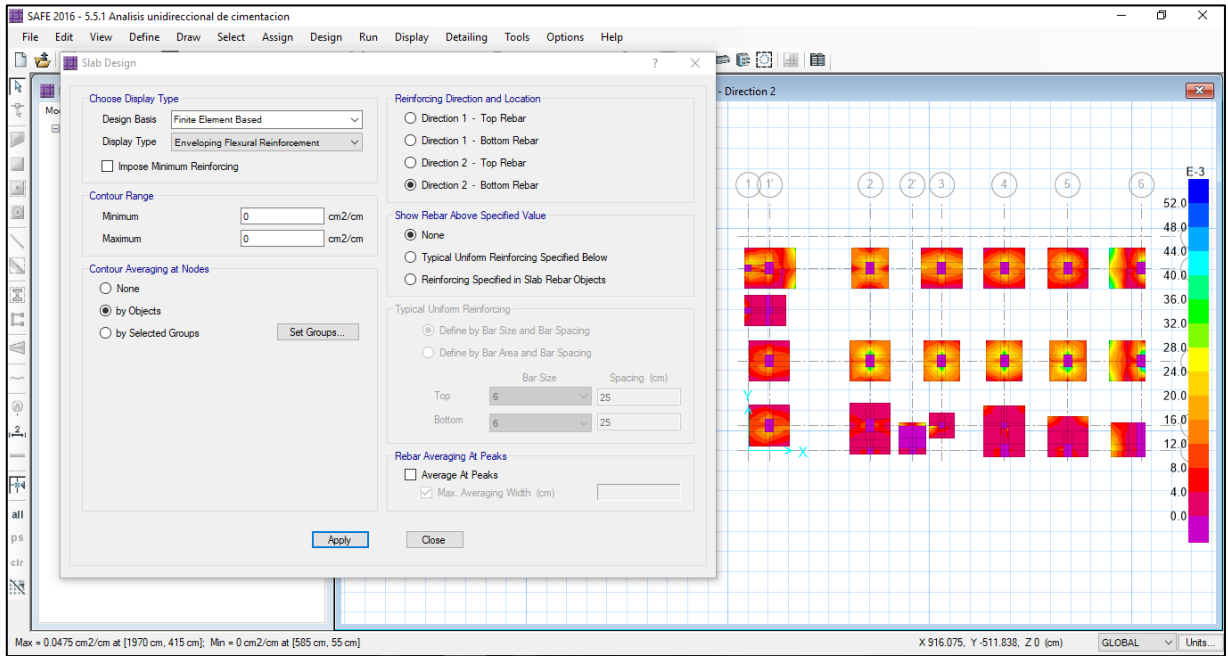 SAFE 2016 - 5.5.1 Analisis unidireccional de cimentacion
File Edit View Define Draw Select Assign Design Run Display Detailing Tools Options Help
Slab Design
? ×
- Direction 2
Choose Display Type
Design Basis Finite Element Based
Display Type Enveloping Flexural Reinforcement
Impose Minimum Reinforcing
Contour Range
Minimum 0 cm2/cm
Maximum 0 cm2/cm
Contour Averaging at Nodes
None
by Objects
by Selected Groups Set Groups...
Reinforcing Direction and Location
Direction 1 - Top Rebar
Direction 1 - Bottom Rebar
Direction 2 - Top Rebar
Direction 2 - Bottom Rebar
Show Rebar Above Specified Value
None
Typical Uniform Reinforcing Specified Below
Reinforcing Specified in Slab Rebar Objects
Typical Uniform Reinforcing
Define by Bar Size and Bar Spacing
Define by Bar Area and Bar Spacing
Bar Size Spacing (cm)
Top 6 25
Bottom 6 25
Rebar Averaging At Peaks
Average At Peaks
Max. Averaging Width (cm)
Apply Close
Mo
all
ps
clr
1 1' 2 2' 3 4 5 6
Y
X
E-3
52.0
48.0
44.0
40.0
36.0
32.0
28.0
24.0
20.0
16.0
12.0
8.0
4.0
0.0
Max = 0.0475 cm2/cm at [1970 cm, 415 cm]; Min = 0 cm2/cm at [585 cm, 55 cm]
X 916.075, Y -511.838, Z 0 (cm) GLOBAL Units...